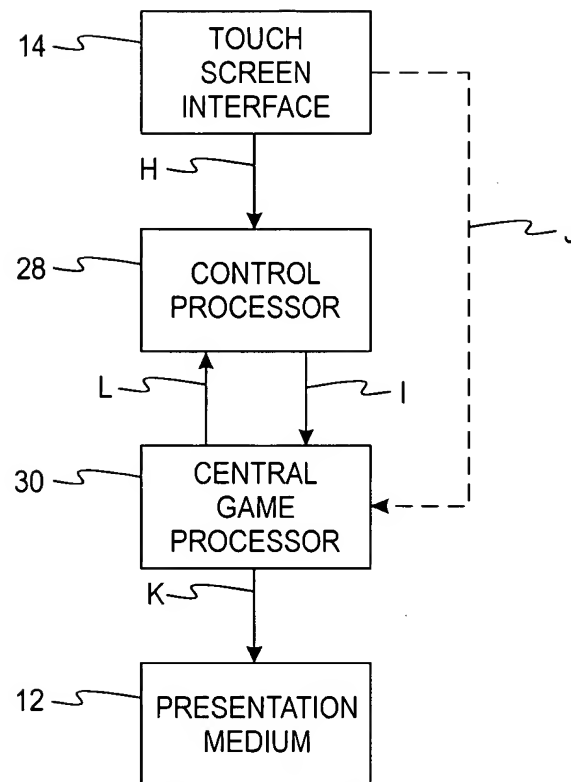 14
TOUCH
SCREEN
INTERFACE
H
28
CONTROL
PROCESSOR
L
I
30
CENTRAL
GAME
PROCESSOR
K
12
PRESENTATION
MEDIUM